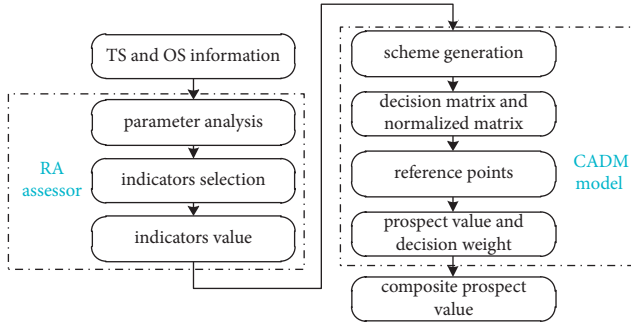 TS and OS information
parameter analysis
RA
assessor
indicators selection
indicators value
scheme generation
decision matrix and
normalized matrix
reference points
CADM
model
prospect value and
decision weight
composite prospect
value